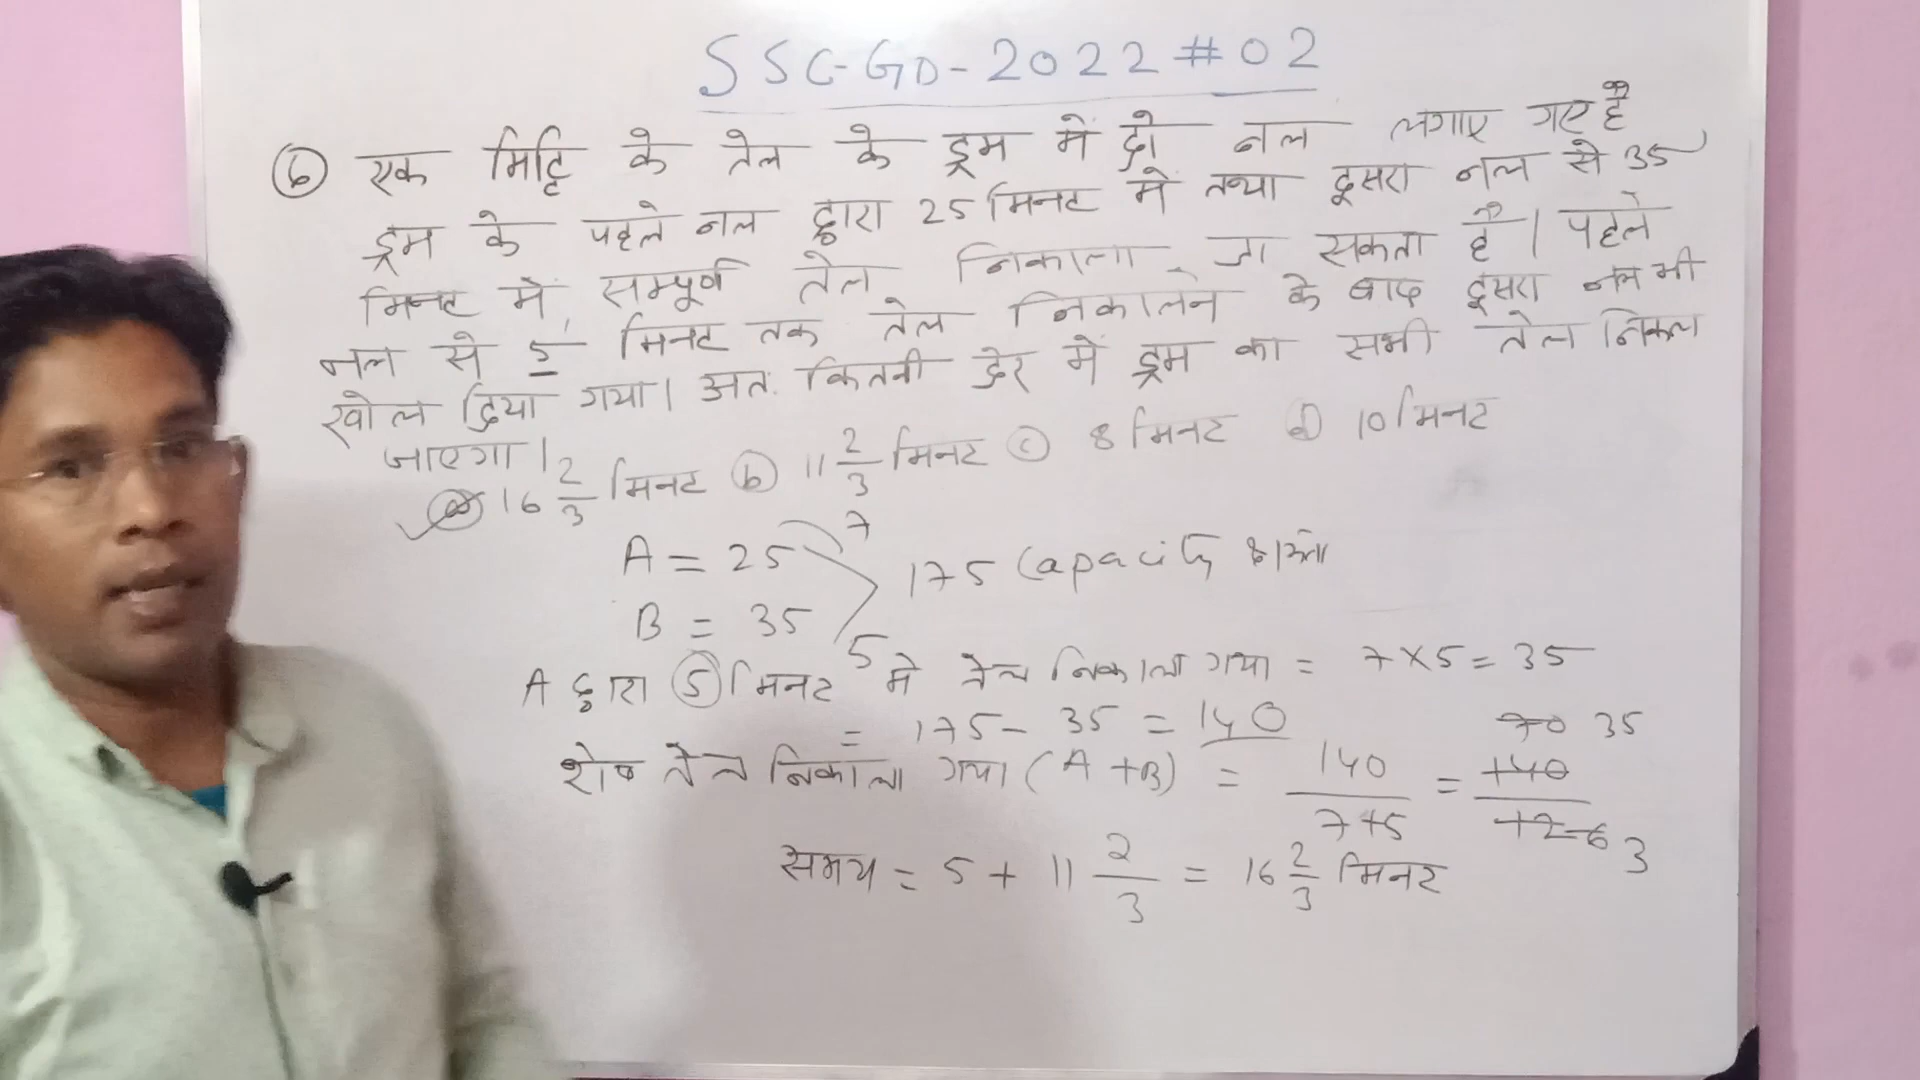 SSC-GD-2022 #02
⑥ एक मिट्टि के तेल के ड्रम में दो नल लगाए गए है
ड्रम के पहले नल द्वारा 25 मिनट में तथा दूसरा नल से 35
मिनट में सम्पूर्व तेल निकाला जा सकता है। पहले
नल से 5 मिनट तक तेल निकालने के बाद दूसरा नल भी
खोल दिया गया। अतः कितनी देर में ड्रम का सभी तेल निकल
जाएगा।
ⓐ 16 2/3 मिनट ⓑ 11 2/3 मिनट ⓒ 8 मिनट ⓓ 10 मिनट
A = 25 7
175 Capacity
B = 35 5
A द्वारा 5 मिनट मे तेल निकाला गया = 7×5 = 35
= 175 - 35 = 140
शेष तेल निकाला गया (A+B) = 140/7+5 = 140/12 70 35 6 3
समय = 5 + 11 2/3 = 16 2/3 मिनट